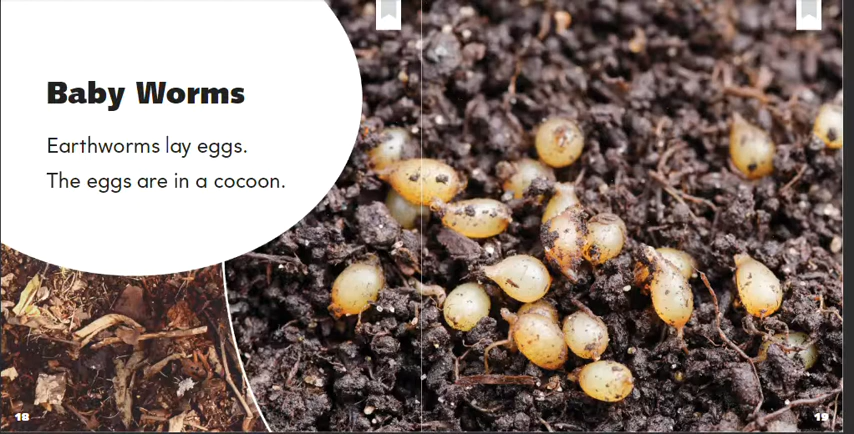 Baby Worms
Earthworms lay eggs.
The eggs are in a cocoon.
18
19